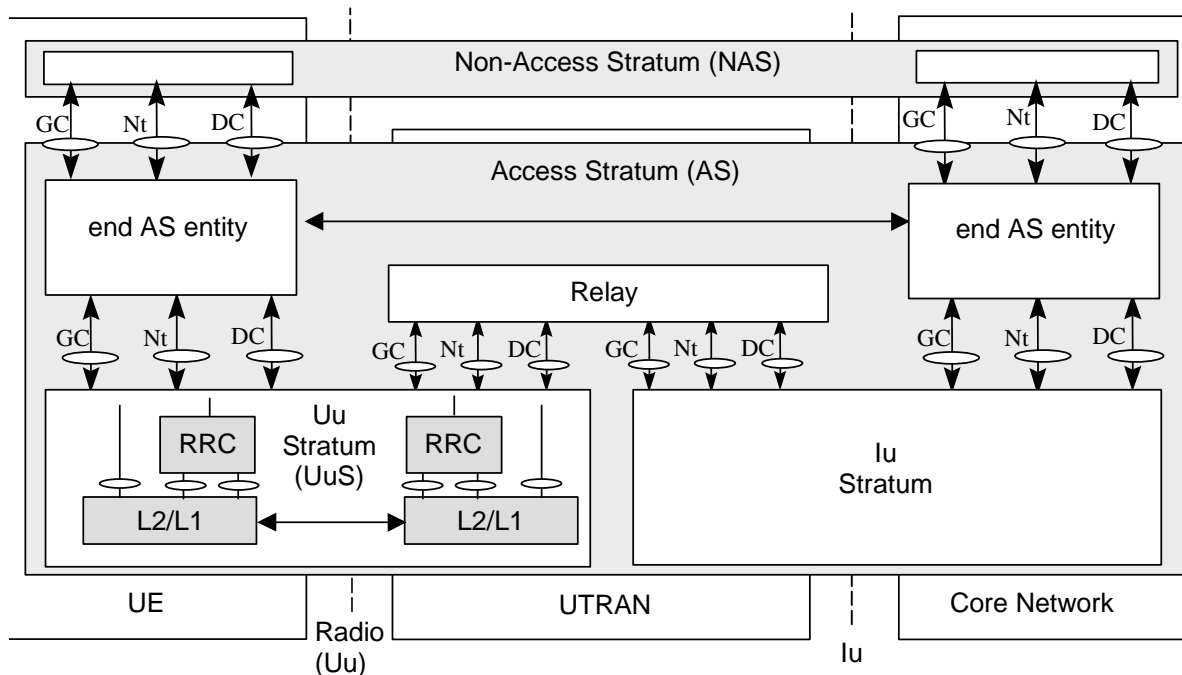 Non-Access Stratum (NAS)
GC
Nt
DC
GC
Nt
DC
Access Stratum (AS)
end AS entity
end AS entity
Relay
GC
Nt
DC
GC
Nt
DC
GC
Nt
DC
GC
Nt
DC
RRC
Uu
Stratum
(UuS)
RRC
L2/L1
L2/L1
Iu
Stratum
UE
UTRAN
Core Network
Radio
(Uu)
Iu